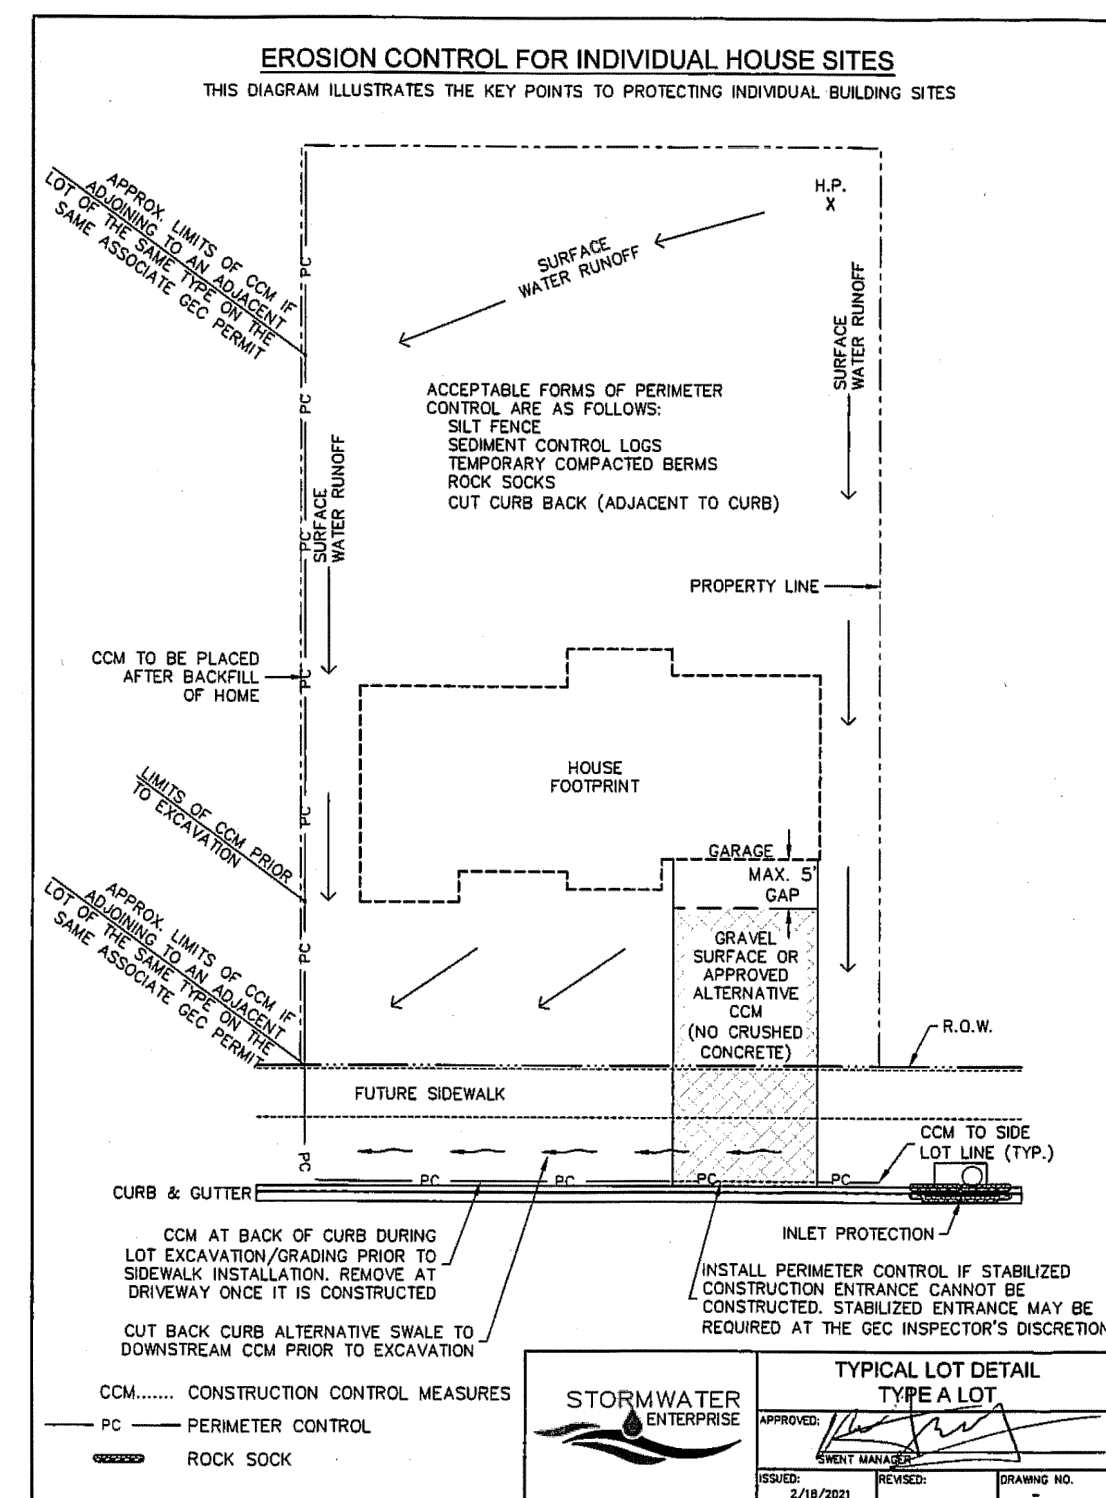 EROSION CONTROL FOR INDIVIDUAL HOUSE SITES
THIS DIAGRAM ILLUSTRATES THE KEY POINTS TO PROTECTING INDIVIDUAL BUILDING SITES
APPROX. LIMITS OF CCM IF
ADJOINING TO AN ADJACENT
LOT OF THE SAME TYPE ON THE
SAME ASSOCIATE GEC PERMIT
H.P.
X
SURFACE
WATER RUNOFF
SURFACE
WATER RUNOFF
PC
PC
ACCEPTABLE FORMS OF PERIMETER
CONTROL ARE AS FOLLOWS:
SILT FENCE
SEDIMENT CONTROL LOGS
TEMPORARY COMPACTED BERMS
ROCK SOCKS
CUT CURB BACK (ADJACENT TO CURB)
SURFACE
WATER RUNOFF
PC
PROPERTY LINE
CCM TO BE PLACED
AFTER BACKFILL
OF HOME
PC
HOUSE
FOOTPRINT
LIMITS OF CCM PRIOR
TO EXCAVATION
PC
GARAGE
MAX. 5'
GAP
APPROX. LIMITS OF CCM IF
ADJOINING TO AN ADJACENT
LOT OF THE SAME TYPE ON THE
SAME ASSOCIATE GEC PERMIT
PC
GRAVEL
SURFACE OR
APPROVED
ALTERNATIVE
CCM
(NO CRUSHED
CONCRETE)
R.O.W.
FUTURE SIDEWALK
CCM TO SIDE
LOT LINE (TYP.)
PC
PC
PC
PC
PC
CURB & GUTTER
INLET PROTECTION
CCM AT BACK OF CURB DURING
LOT EXCAVATION/GRADING PRIOR TO
SIDEWALK INSTALLATION. REMOVE AT
DRIVEWAY ONCE IT IS CONSTRUCTED
INSTALL PERIMETER CONTROL IF STABILIZED
CONSTRUCTION ENTRANCE CANNOT BE
CONSTRUCTED. STABILIZED ENTRANCE MAY BE
REQUIRED AT THE GEC INSPECTOR'S DISCRETION
CUT BACK CURB ALTERNATIVE SWALE TO
DOWNSTREAM CCM PRIOR TO EXCAVATION
CCM....... CONSTRUCTION CONTROL MEASURES
PC PERIMETER CONTROL
ROCK SOCK
STORMWATER
ENTERPRISE
TYPICAL LOT DETAIL
TYPE A LOT
APPROVED:
SWENT MANAGER
ISSUED:
2/18/2021
REVISED:
DRAWING NO.